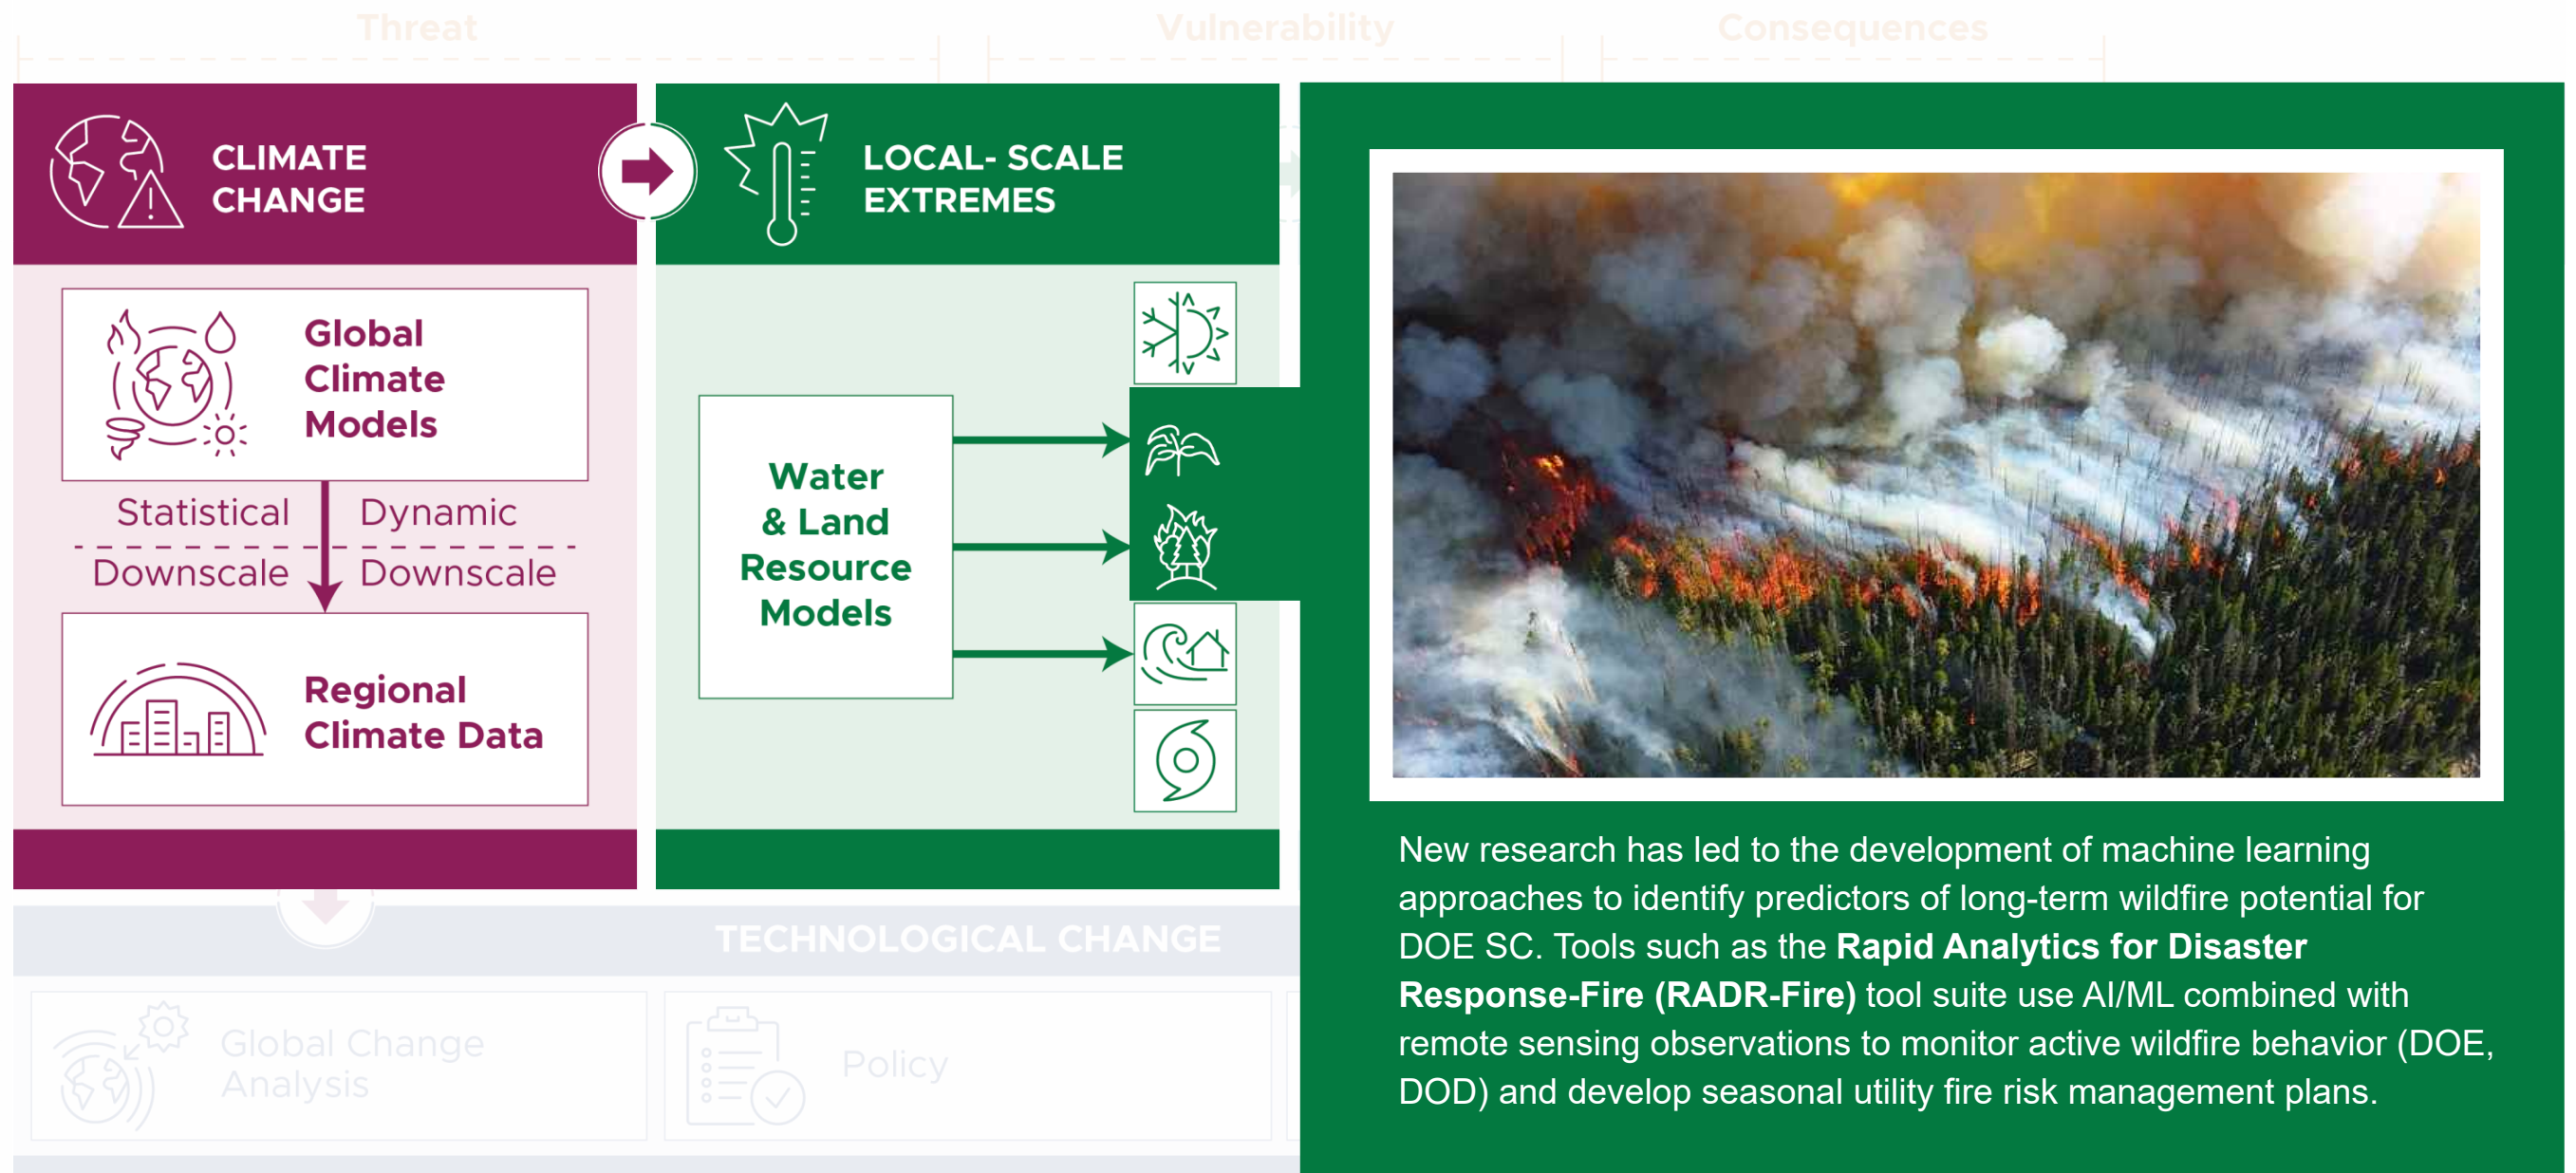 Threat
Vulnerability
Consequences
CLIMATE
CHANGE
Global
Climate
Models
Statistical
Dynamic
Downscale
Downscale
Regional
Climate Data
LOCAL- SCALE
EXTREMES
Water
& Land
Resource
Models
New research has led to the development of machine learning
approaches to identify predictors of long-term wildfire potential for
DOE SC. Tools such as the Rapid Analytics for Disaster
Response-Fire (RADR-Fire) tool suite use AI/ML combined with
remote sensing observations to monitor active wildfire behavior (DOE,
DOD) and develop seasonal utility fire risk management plans.
TECHNOLOGICAL CHANGE
Global Change
Analysis
Policy